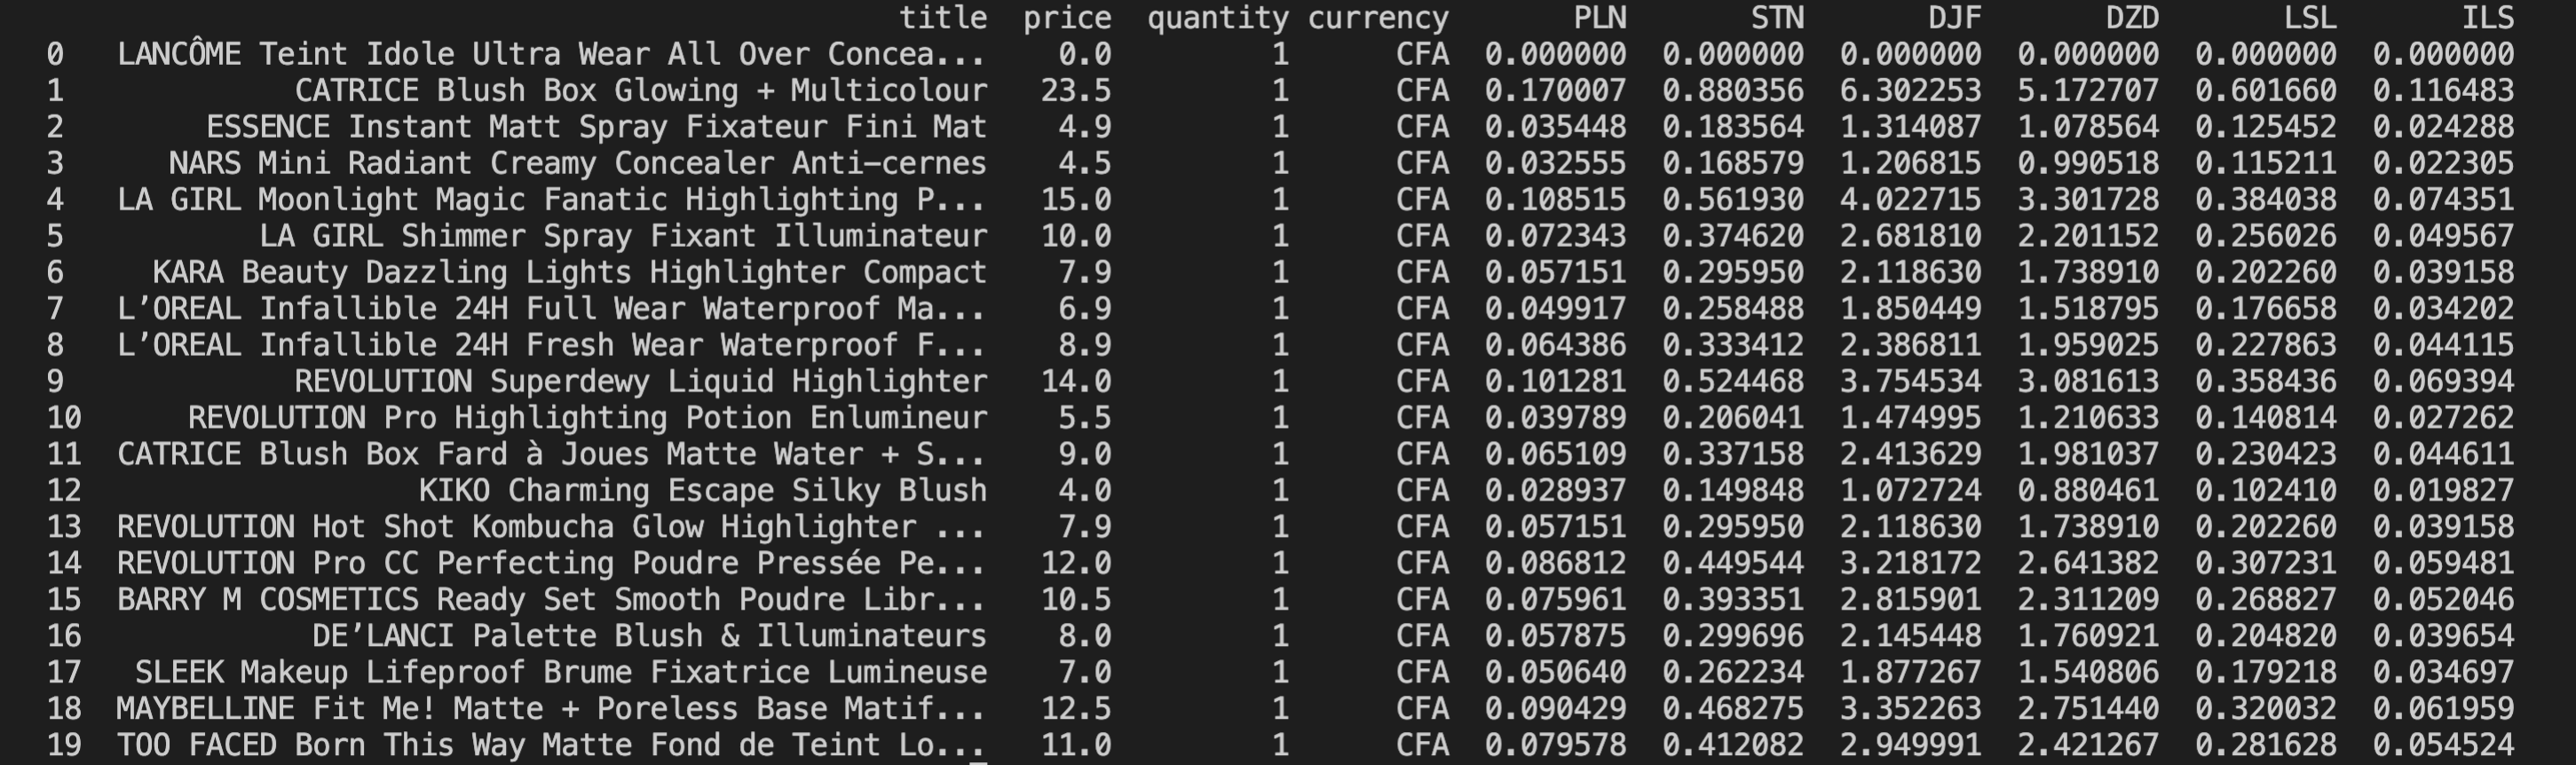 title price quantity currency PLN STN DJF DZD LSL ILS
0 LANCÔME Teint Idole Ultra Wear All Over Concea... 0.0 1 CFA 0.000000 0.000000 0.000000 0.000000 0.000000 0.000000
1 CATRICE Blush Box Glowing + Multicolour 23.5 1 CFA 0.170007 0.880356 6.302253 5.172707 0.601660 0.116483
2 ESSENCE Instant Matt Spray Fixateur Fini Mat 4.9 1 CFA 0.035448 0.183564 1.314087 1.078564 0.125452 0.024288
3 NARS Mini Radiant Creamy Concealer Anti-cernes 4.5 1 CFA 0.032555 0.168579 1.206815 0.990518 0.115211 0.022305
4 LA GIRL Moonlight Magic Fanatic Highlighting P... 15.0 1 CFA 0.108515 0.561930 4.022715 3.301728 0.384038 0.074351
5 LA GIRL Shimmer Spray Fixant Illuminateur 10.0 1 CFA 0.072343 0.374620 2.681810 2.201152 0.256026 0.049567
6 KARA Beauty Dazzling Lights Highlighter Compact 7.9 1 CFA 0.057151 0.295950 2.118630 1.738910 0.202260 0.039158
7 L’OREAL Infallible 24H Full Wear Waterproof Ma... 6.9 1 CFA 0.049917 0.258488 1.850449 1.518795 0.176658 0.034202
8 L’OREAL Infallible 24H Fresh Wear Waterproof F... 8.9 1 CFA 0.064386 0.333412 2.386811 1.959025 0.227863 0.044115
9 REVOLUTION Superdewy Liquid Highlighter 14.0 1 CFA 0.101281 0.524468 3.754534 3.081613 0.358436 0.069394
10 REVOLUTION Pro Highlighting Potion Enlumineur 5.5 1 CFA 0.039789 0.206041 1.474995 1.210633 0.140814 0.027262
11 CATRICE Blush Box Fard à Joues Matte Water + S... 9.0 1 CFA 0.065109 0.337158 2.413629 1.981037 0.230423 0.044611
12 KIKO Charming Escape Silky Blush 4.0 1 CFA 0.028937 0.149848 1.072724 0.880461 0.102410 0.019827
13 REVOLUTION Hot Shot Kombucha Glow Highlighter ... 7.9 1 CFA 0.057151 0.295950 2.118630 1.738910 0.202260 0.039158
14 REVOLUTION Pro CC Perfecting Poudre Pressée Pe... 12.0 1 CFA 0.086812 0.449544 3.218172 2.641382 0.307231 0.059481
15 BARRY M COSMETICS Ready Set Smooth Poudre Libr... 10.5 1 CFA 0.075961 0.393351 2.815901 2.311209 0.268827 0.052046
16 DE’LANCI Palette Blush & Illuminateurs 8.0 1 CFA 0.057875 0.299696 2.145448 1.760921 0.204820 0.039654
17 SLEEK Makeup Lifeproof Brume Fixatrice Lumineuse 7.0 1 CFA 0.050640 0.262234 1.877267 1.540806 0.179218 0.034697
18 MAYBELLINE Fit Me! Matte + Poreless Base Matif... 12.5 1 CFA 0.090429 0.468275 3.352263 2.751440 0.320032 0.061959
19 TOO FACED Born This Way Matte Fond de Teint Lo... 11.0 1 CFA 0.079578 0.412082 2.949991 2.421267 0.281628 0.054524